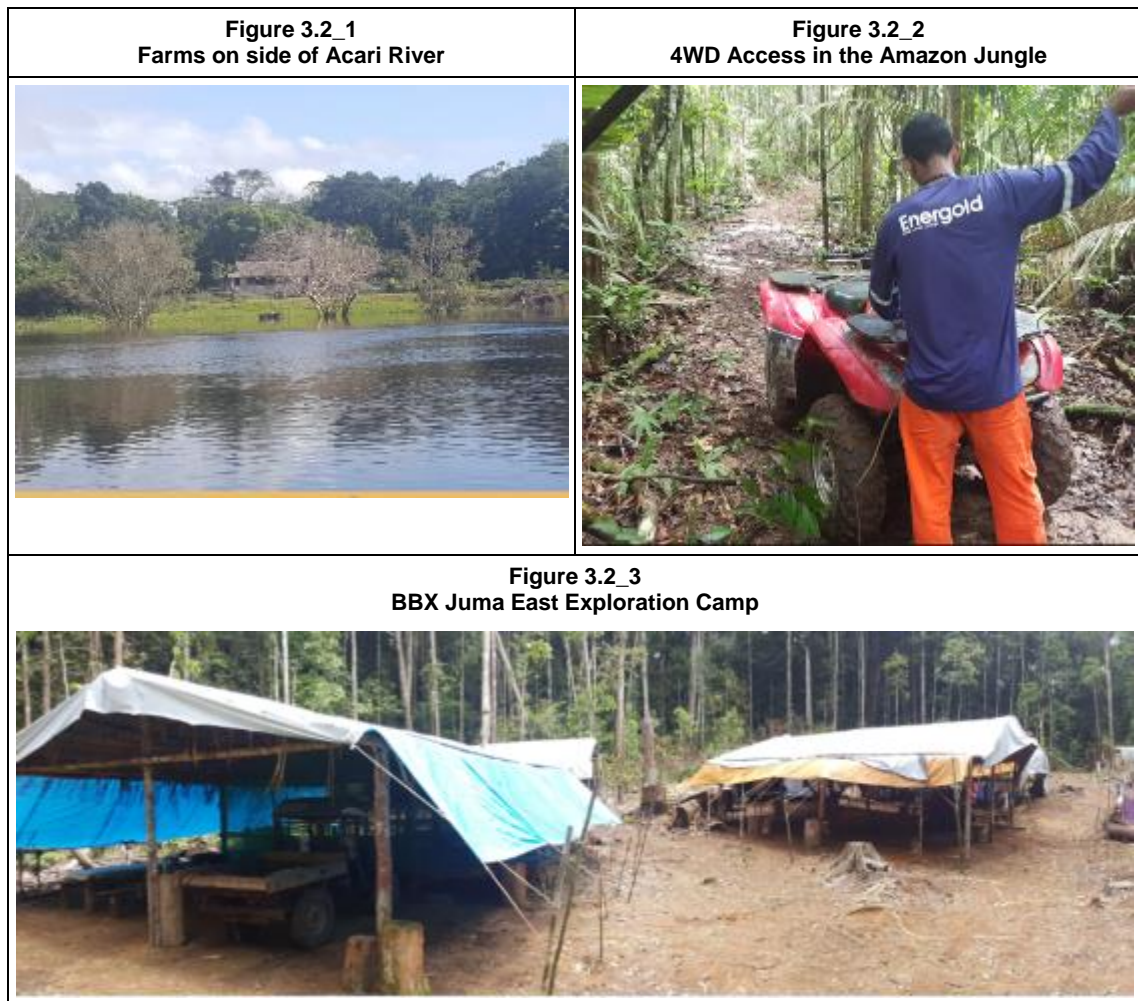 Figure 3.2_1
Farms on side of Acari River
Figure 3.2_2
4WD Access in the Amazon Jungle
Energold
Figure 3.2_3
BBX Juma East Exploration Camp